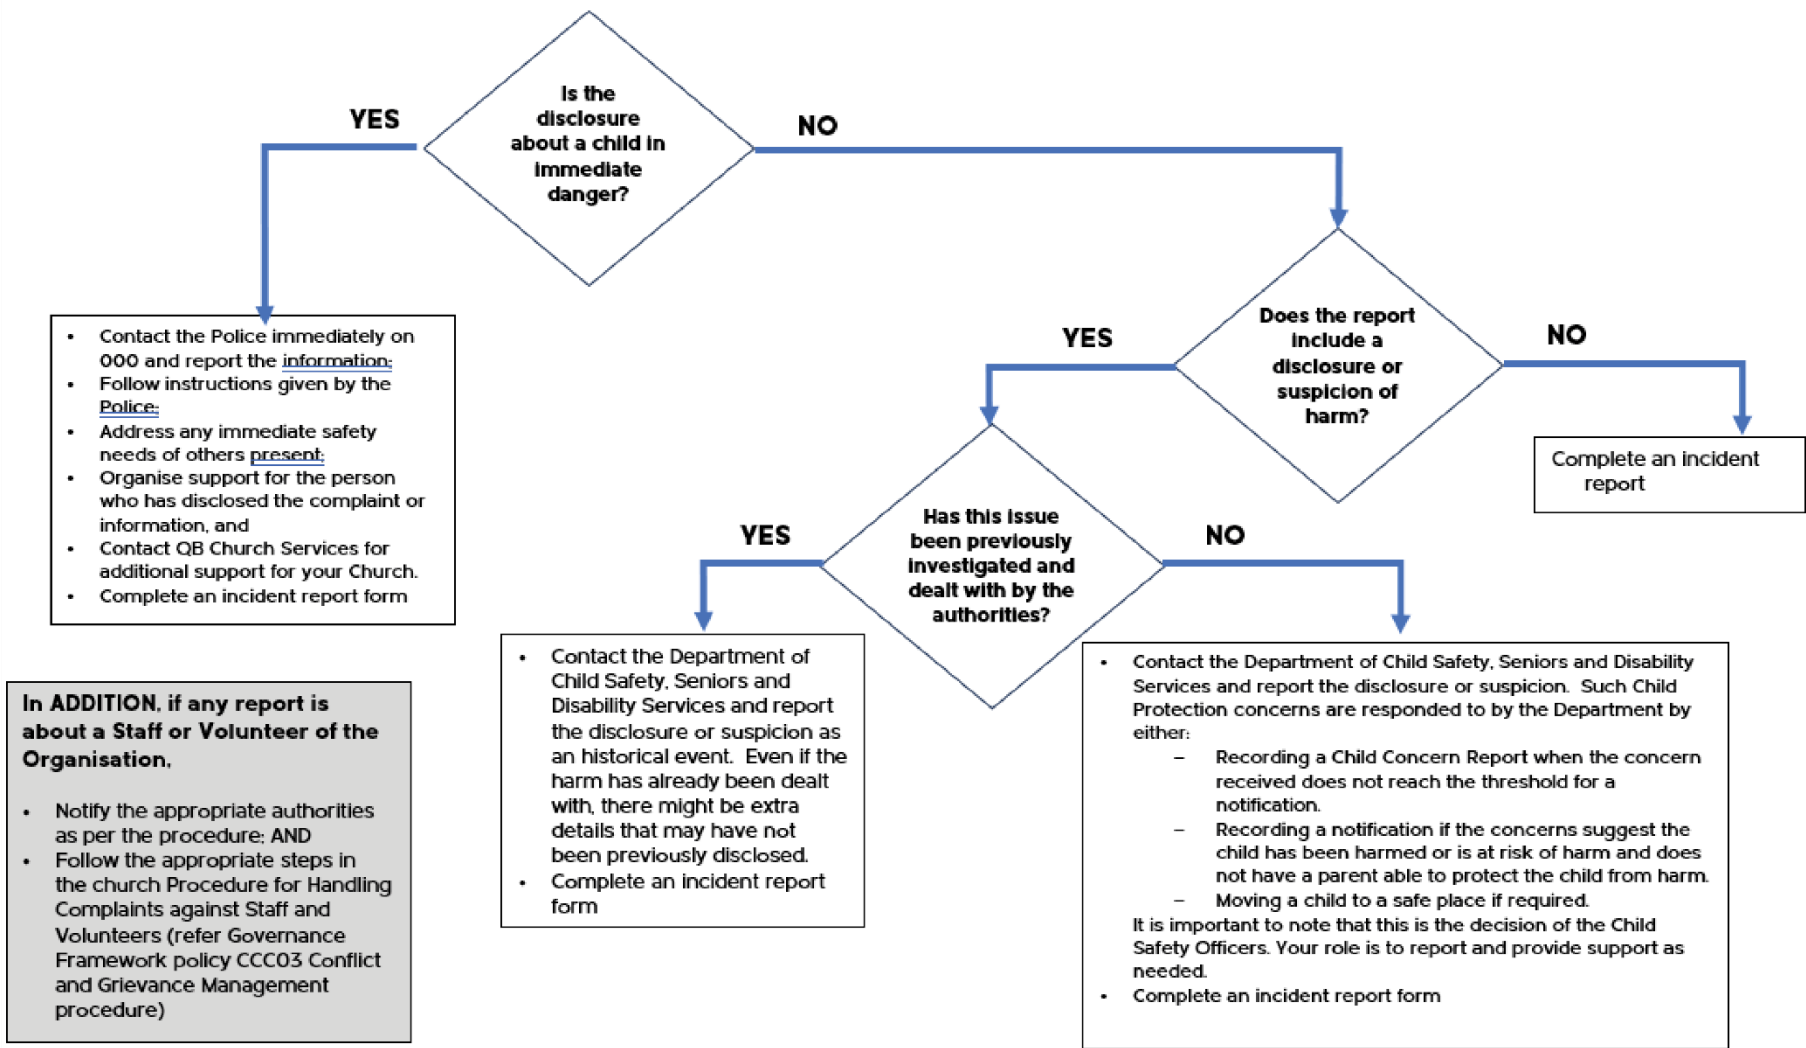 Is the
disclosure
about a child in
immediate
danger?
YES
NO
• Contact the Police immediately on
000 and report the information;
• Follow instructions given by the
Police;
• Address any immediate safety
needs of others present;
• Organise support for the person
who has disclosed the complaint or
information, and
• Contact QB Church Services for
additional support for your Church.
• Complete an incident report form
Does the report
include a
disclosure or
suspicion of
harm?
YES
NO
Complete an incident
report
Has this issue
been previously
investigated and
dealt with by the
authorities?
YES
NO
• Contact the Department of
Child Safety, Seniors and
Disability Services and report
the disclosure or suspicion as
an historical event. Even if the
harm has already been dealt
with, there might be extra
details that may have not
been previously disclosed.
• Complete an incident report
form
• Contact the Department of Child Safety, Seniors and Disability
Services and report the disclosure or suspicion. Such Child
Protection concerns are responded to by the Department by
either:
– Recording a Child Concern Report when the concern
received does not reach the threshold for a
notification.
– Recording a notification if the concerns suggest the
child has been harmed or is at risk of harm and does
not have a parent able to protect the child from harm.
– Moving a child to a safe place if required.
It is important to note that this is the decision of the Child
Safety Officers. Your role is to report and provide support as
needed.
• Complete an incident report form
In ADDITION, if any report is
about a Staff or Volunteer of the
Organisation,
• Notify the appropriate authorities
as per the procedure; AND
• Follow the appropriate steps in
the church Procedure for Handling
Complaints against Staff and
Volunteers (refer Governance
Framework policy CCC03 Conflict
and Grievance Management
procedure)